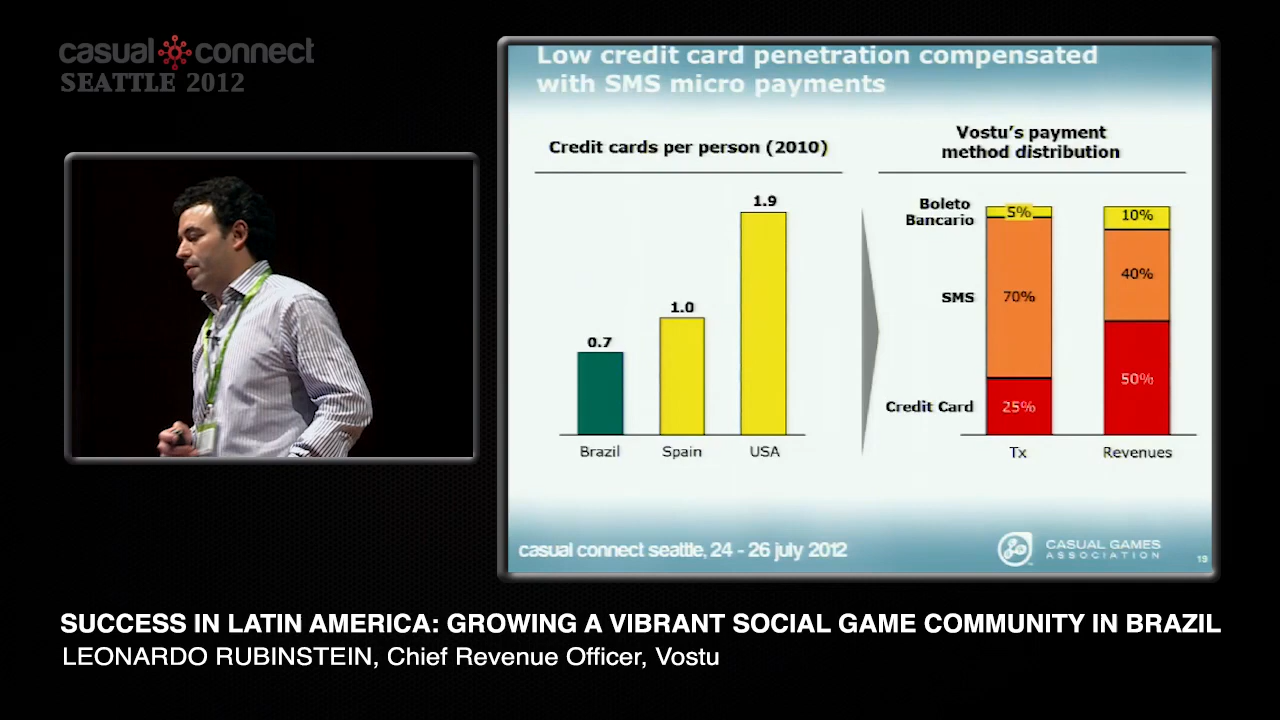 casual connect
SEATTLE 2012
Low credit card penetration compensated
with SMS micro payments
Credit cards per person (2010)
0.7
1.0
1.9
Brazil
Spain
USA
Vostu's payment
method distribution
Boleto
Bancario
SMS
Credit Card
5%
70%
25%
10%
40%
50%
Tx
Revenues
casual connect seattle, 24 - 26 july 2012
CASUAL GAMES
ASSOCIATION
19
SUCCESS IN LATIN AMERICA: GROWING A VIBRANT SOCIAL GAME COMMUNITY IN BRAZIL
LEONARDO RUBINSTEIN, Chief Revenue Officer, Vostu